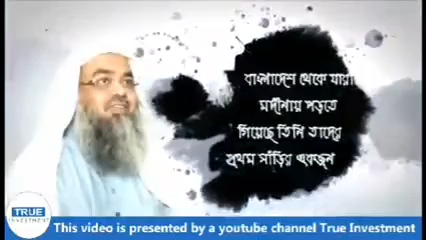 বাংলাদেশ থেকে যারা
মদীনায় পড়তে
গিয়েছে তিনি তাদের
প্রথম সাঁড়ির একজন
TRUE
INVESTMENT
This video is presented by a youtube channel True Investment